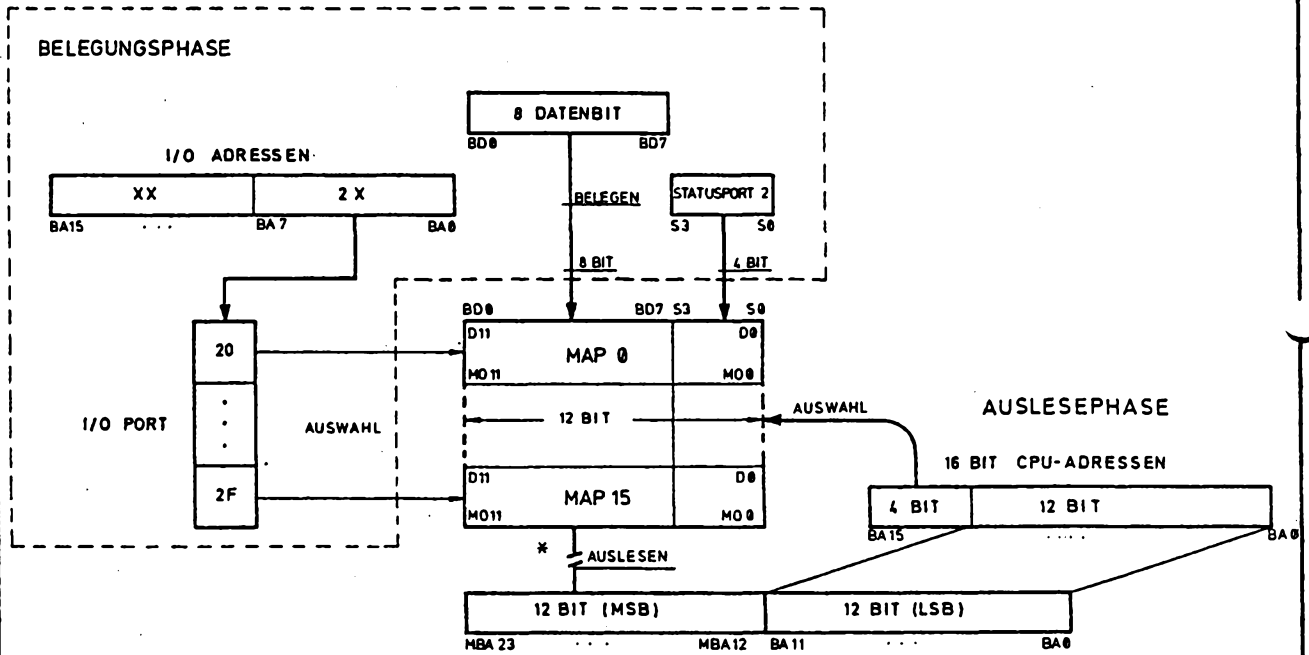 BELEGUNGSPHASE
8 DATENBIT
BD0 BD7
I/O ADRESSEN
XX 2X
BA15 ... BA7 BA0
BELEGEN
STATUSPORT 2
S3 S0
8 BIT 4 BIT
BD0 BD7 S3 S0
20
D11 MAP 0 D0
MO11 MO0
I/O PORT
AUSWAHL
12 BIT
AUSWAHL
AUSLESEPHASE
16 BIT CPU-ADRESSEN
2F
D11 MAP 15 D0
MO11 MO0
4 BIT 12 BIT
BA15 .... BA0
* AUSLESEN
12 BIT (MSB) 12 BIT (LSB)
MBA23 ... MBA12 BA11 ... BA0